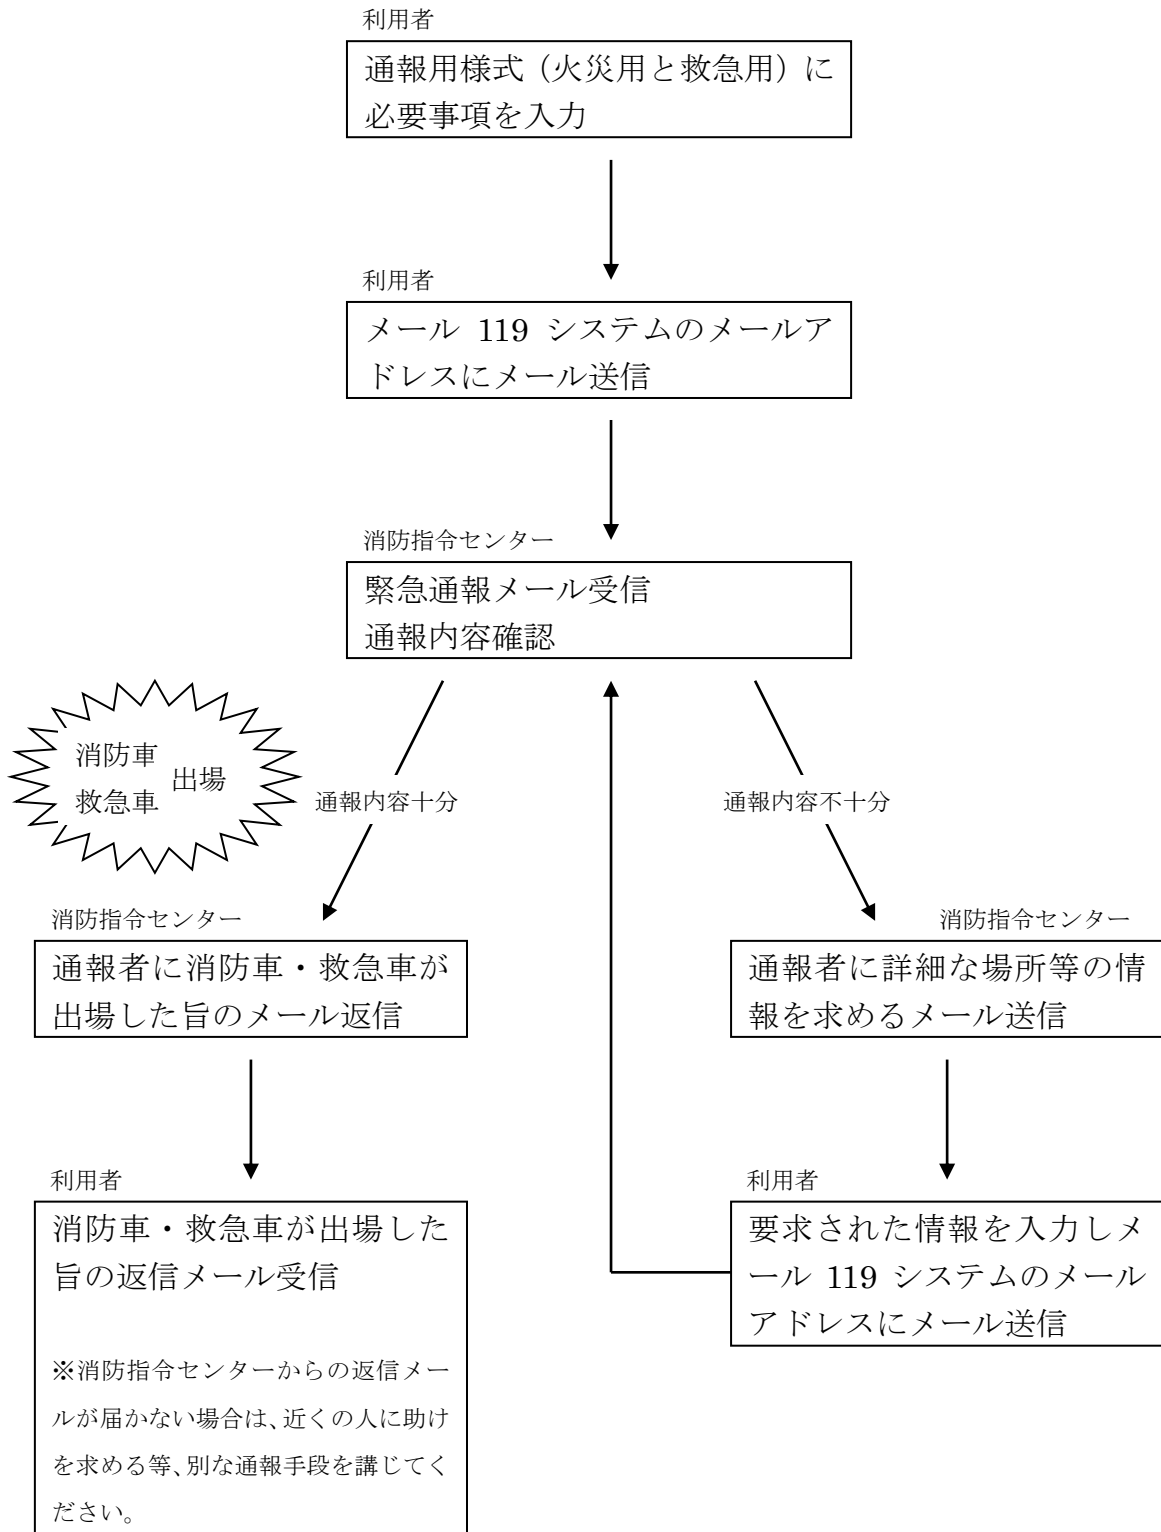 利用者
通報用様式（火災用と救急用）に
必要事項を入力
利用者
メール 119 システムのメールア
ドレスにメール送信
消防指令センター
緊急通報メール受信
通報内容確認
消防車
救急車
出場
通報内容十分
通報内容不十分
消防指令センター
通報者に消防車・救急車が
出場した旨のメール返信
消防指令センター
通報者に詳細な場所等の情
報を求めるメール送信
利用者
消防車・救急車が出場した
旨の返信メール受信
※消防指令センターからの返信メー
ルが届かない場合は、近くの人に助け
を求める等、別な通報手段を講じてく
ださい。
利用者
要求された情報を入力しメ
ール 119 システムのメール
アドレスにメール送信